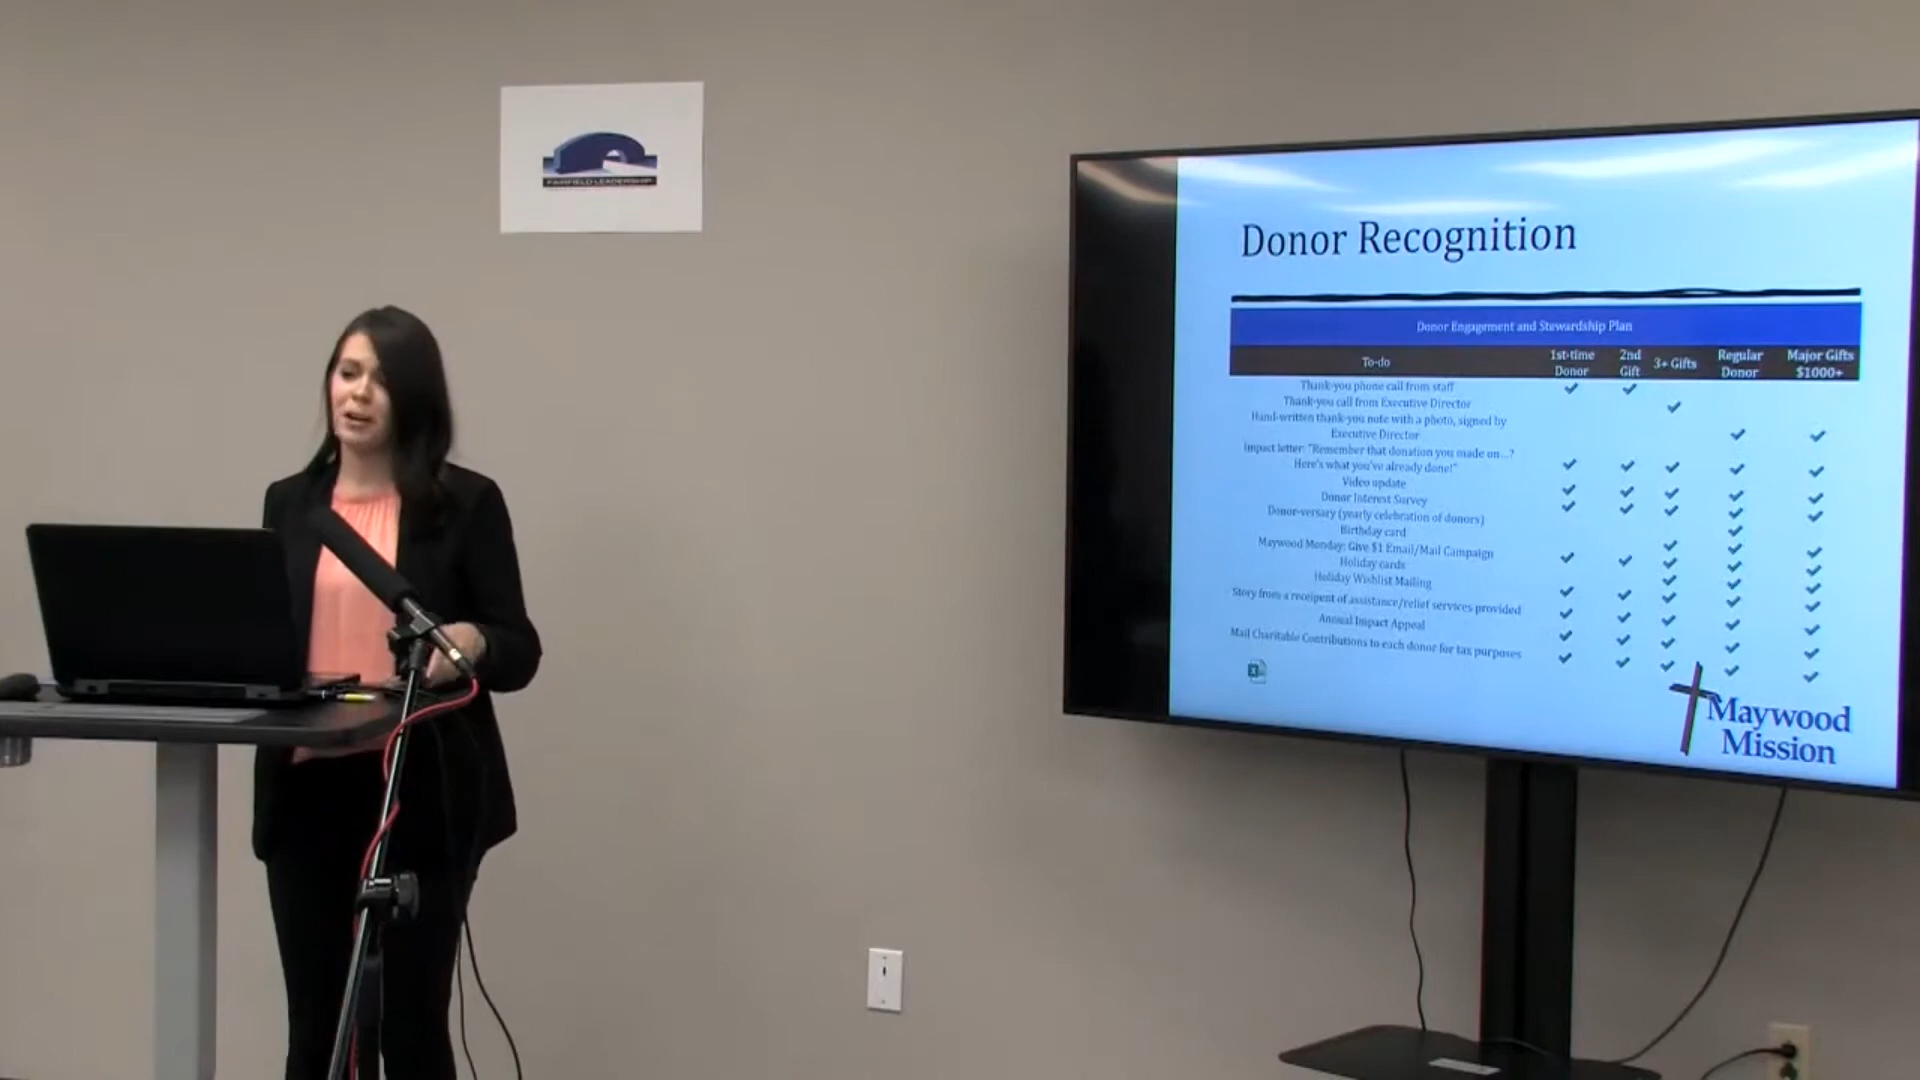 FAIRFIELD LEADERSHIP
Donor Recognition
Donor Engagement and Stewardship Plan
To-do
1st-time Donor
2nd Gift
3+ Gifts
Regular Donor
Major Gifts $1000+
Thank-you phone call from staff
Thank-you call from Executive Director
Hand-written thank-you note with a photo, signed by
Executive Director
Impact letter: "Remember that donation you made on...?
Here's what you've already done!"
Video update
Donor Interest Survey
Donor-versary (yearly celebration of donors)
Birthday card
Maywood Monday: Give $1 Email/Mail Campaign
Holiday cards
Holiday Wishlist Mailing
Story from a receipent of assistance/relief services provided
Annual Impact Appeal
Mail Charitable Contributions to each donor for tax purposes
Maywood
Mission